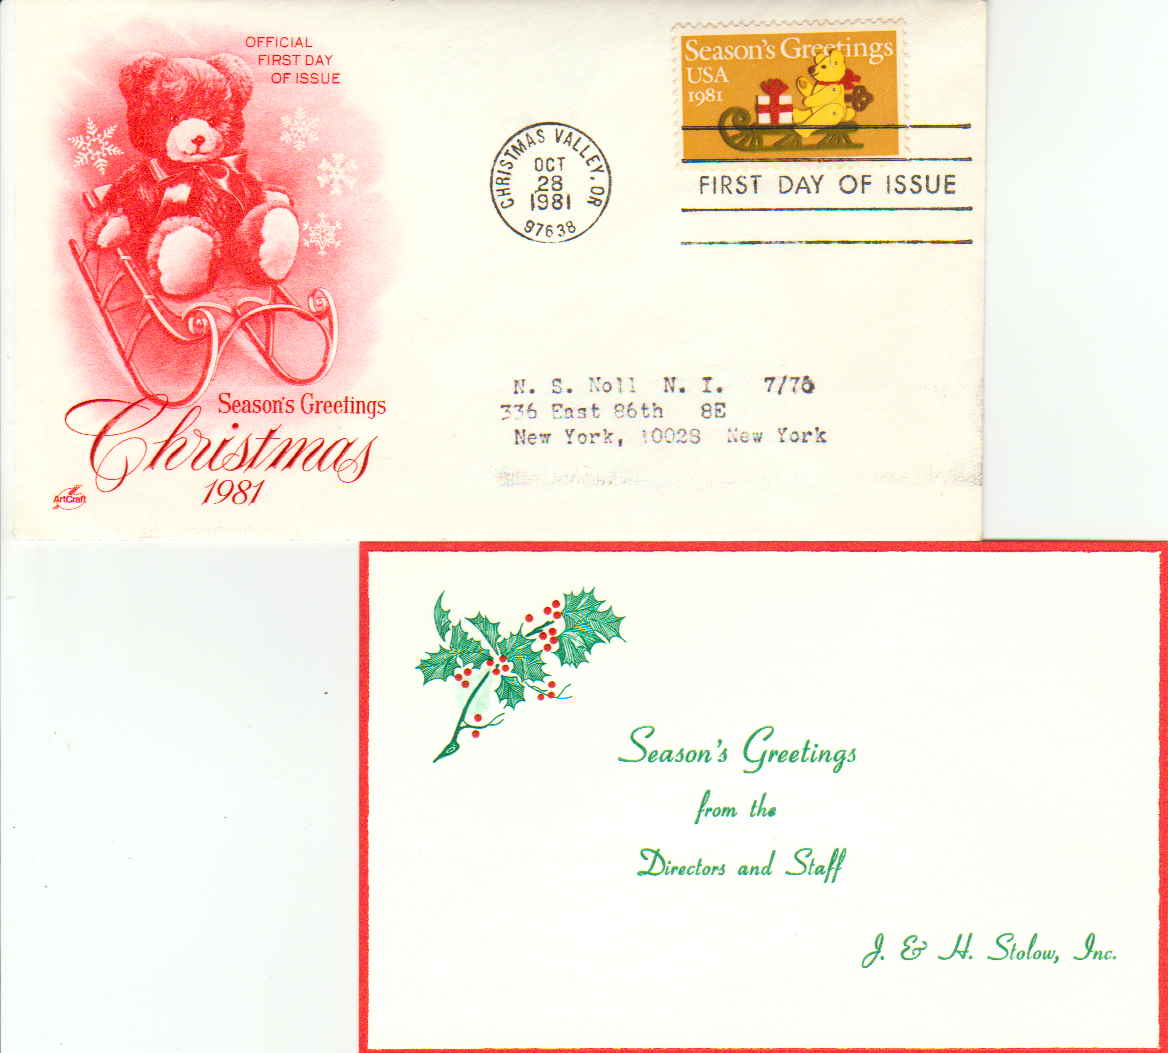 OFFICIAL
FIRST DAY
OF ISSUE
Season's Greetings
USA
1981
CHRISTMAS VALLEY, OR
OCT
28
1981
97638
FIRST DAY OF ISSUE
N. S. Noll N. I. 7/76
336 East 86th 8E
New York, 10028 New York
Season's Greetings
Christmas
1981
ArtCraft
Season's Greetings
from the
Directors and Staff
J. & H. Stolow, Inc.